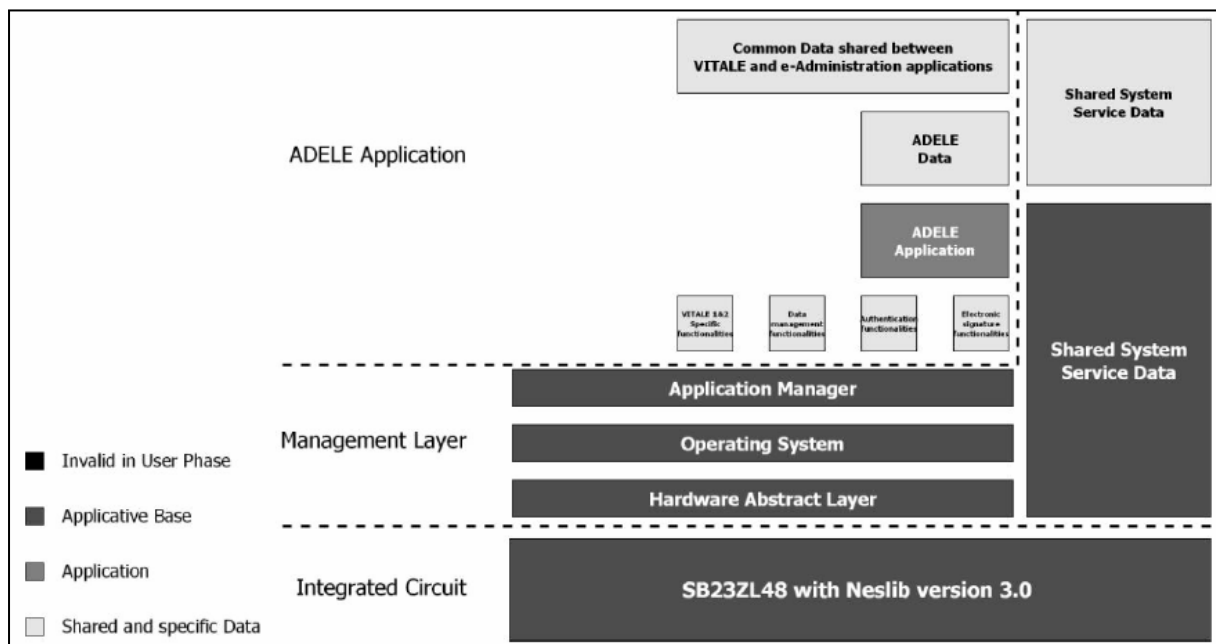 Common Data shared between
VITALE and e-Administration applications
Shared System
Service Data
ADELE
Data
ADELE Application
ADELE
Application
VITALE 1&2
Specific
functionalities
Data
management
functionalities
Authentication
functionalities
Electronic
signature
functionalities
Shared System
Service Data
Application Manager
Management Layer
Operating System
Hardware Abstract Layer
Integrated Circuit
SB23ZL48 with Neslib version 3.0
Invalid in User Phase
Applicative Base
Application
Shared and specific Data